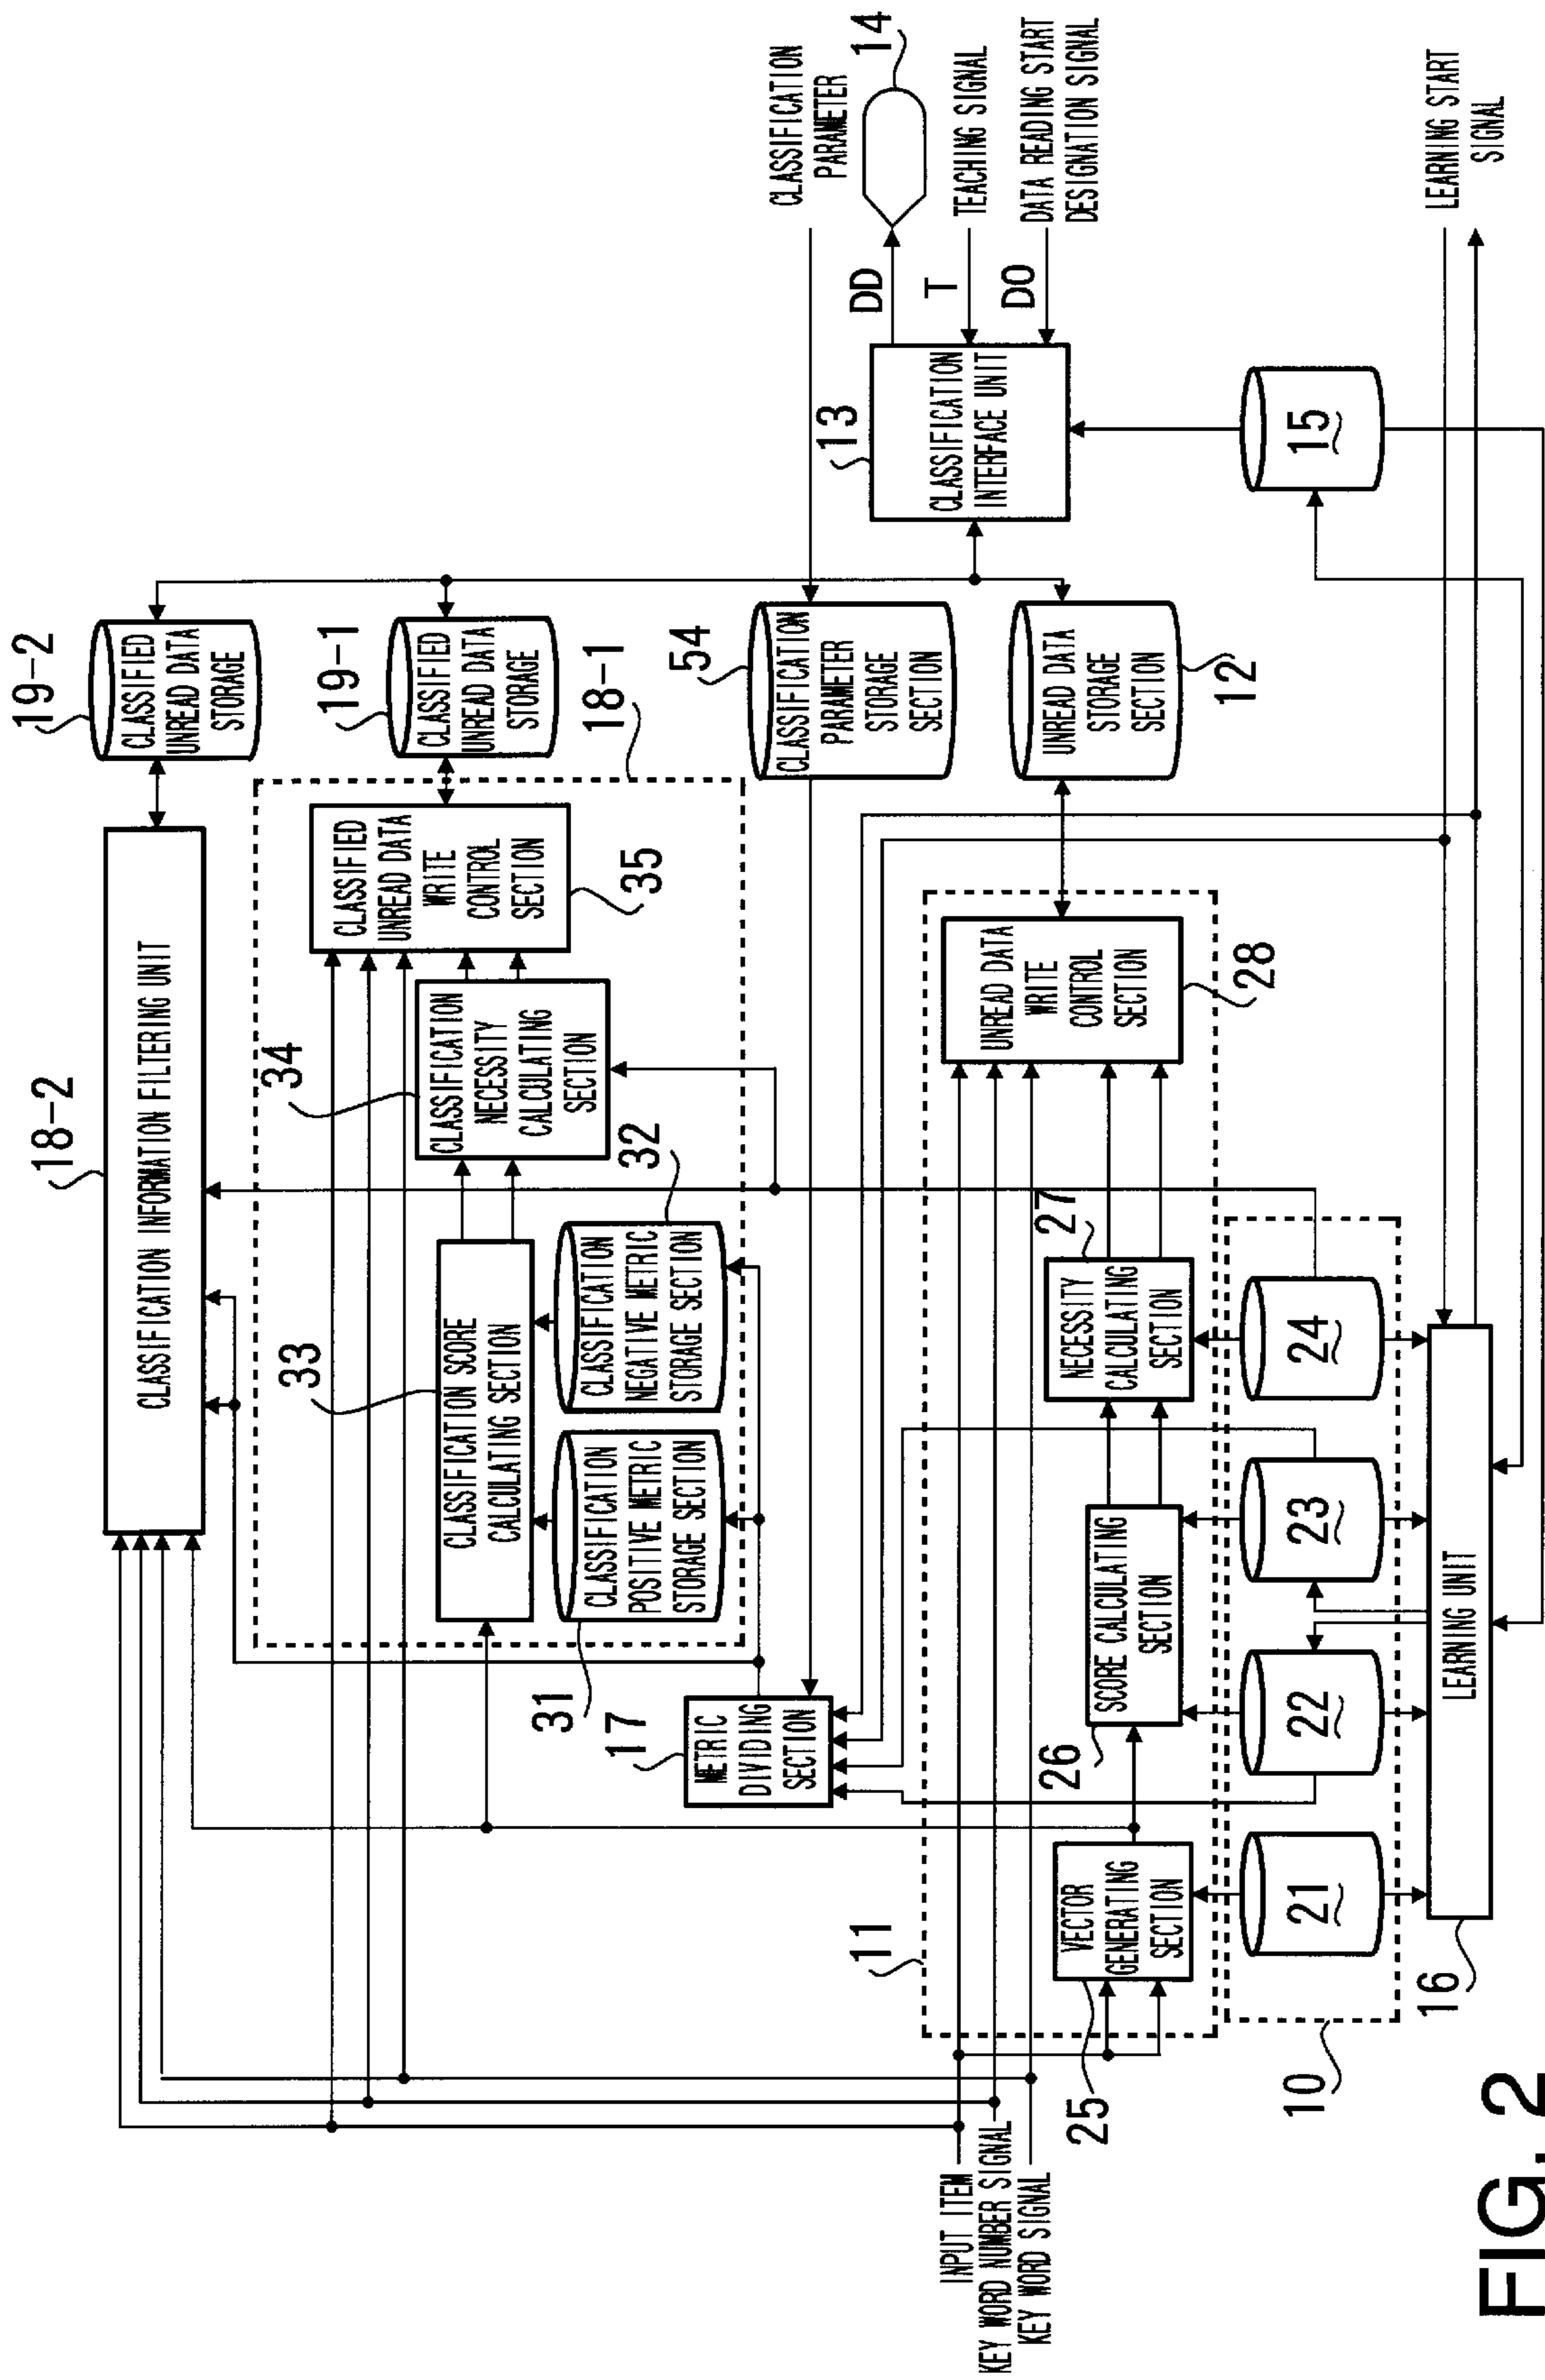 18-2
CLASSIFICATION INFORMATION FILTERING UNIT
19-2
CLASSIFIED
UNREAD DATA
STORAGE
33
CLASSIFICATION SCORE
CALCULATING SECTION
34
CLASSIFICATION
NECESSITY
CALCULATING
SECTION
CLASSIFIED
UNREAD DATA
WRITE
CONTROL
SECTION
35
19-1
CLASSIFIED
UNREAD DATA
STORAGE
18-1
31
CLASSIFICATION
POSITIVE METRIC
STORAGE SECTION
32
CLASSIFICATION
NEGATIVE METRIC
STORAGE SECTION
17
METRIC
DIVIDING
SECTION
54
CLASSIFICATION
PARAMETER
STORAGE
SECTION
CLASSIFICATION
PARAMETER
14
DD
T
TEACHING SIGNAL
DO
DATA READING START
DESIGNATION SIGNAL
13
CLASSIFICATION
INTERFACE UNIT
11
INPUT ITEM
KEY WORD NUMBER SIGNAL
KEY WORD SIGNAL
25
VECTOR
GENERATING
SECTION
26
SCORE CALCULATING
SECTION
27
NECESSITY
CALCULATING
SECTION
UNREAD DATA
WRITE
CONTROL
SECTION
28
UNREAD DATA
STORAGE
SECTION
12
10
21
22
23
24
15
16
LEARNING UNIT
LEARNING START
SIGNAL
FIG. 2